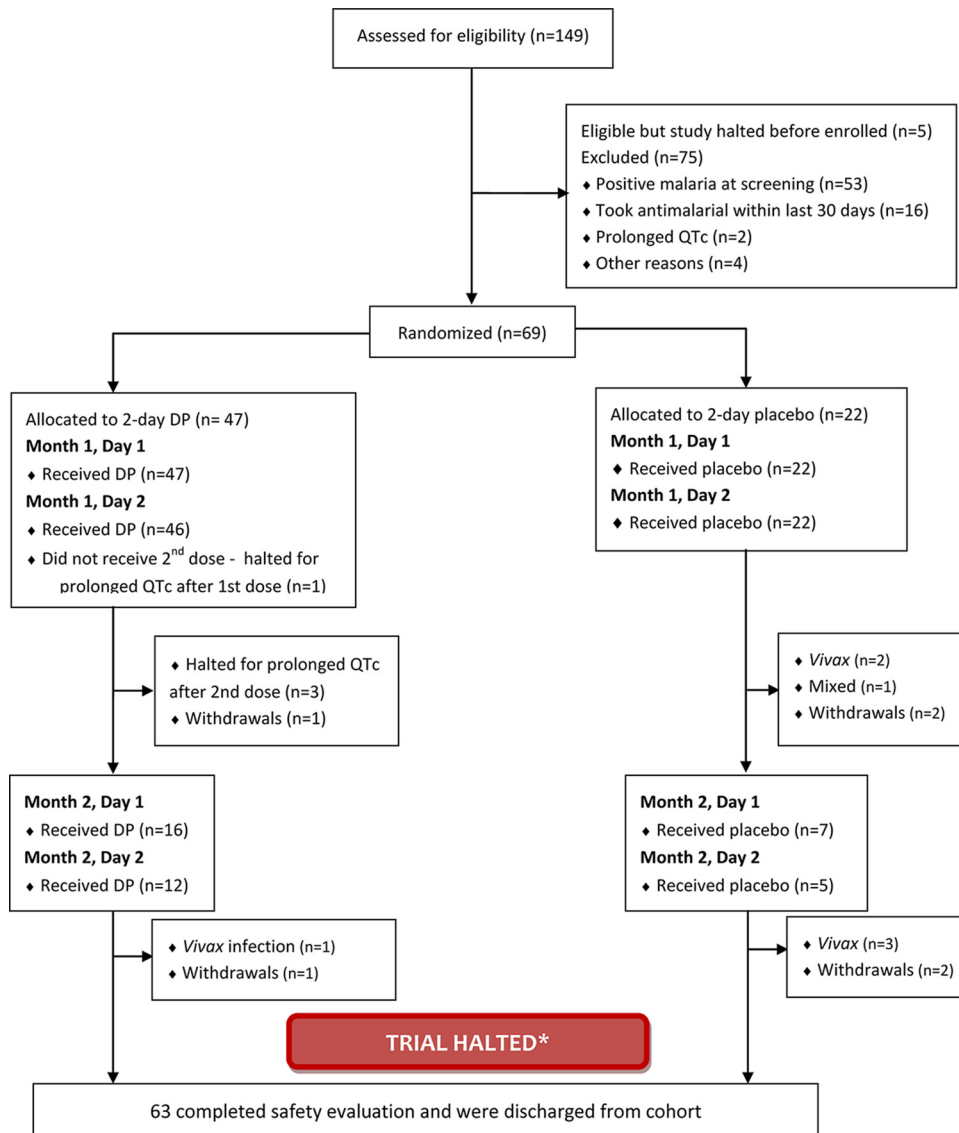 Assessed for eligibility (n=149)
Eligible but study halted before enrolled (n=5)
Excluded (n=75)
♦ Positive malaria at screening (n=53)
♦ Took antimalarial within last 30 days (n=16)
♦ Prolonged QTc (n=2)
♦ Other reasons (n=4)
Randomized (n=69)
Allocated to 2-day DP (n= 47)
Month 1, Day 1
♦ Received DP (n=47)
Month 1, Day 2
♦ Received DP (n=46)
♦ Did not receive 2nd dose - halted for
prolonged QTc after 1st dose (n=1)
Allocated to 2-day placebo (n=22)
Month 1, Day 1
♦ Received placebo (n=22)
Month 1, Day 2
♦ Received placebo (n=22)
♦ Halted for prolonged QTc
after 2nd dose (n=3)
♦ Withdrawals (n=1)
♦ Vivax (n=2)
♦ Mixed (n=1)
♦ Withdrawals (n=2)
Month 2, Day 1
♦ Received DP (n=16)
Month 2, Day 2
♦ Received DP (n=12)
Month 2, Day 1
♦ Received placebo (n=7)
Month 2, Day 2
♦ Received placebo (n=5)
♦ Vivax infection (n=1)
♦ Withdrawals (n=1)
♦ Vivax (n=3)
♦ Withdrawals (n=2)
TRIAL HALTED*
63 completed safety evaluation and were discharged from cohort